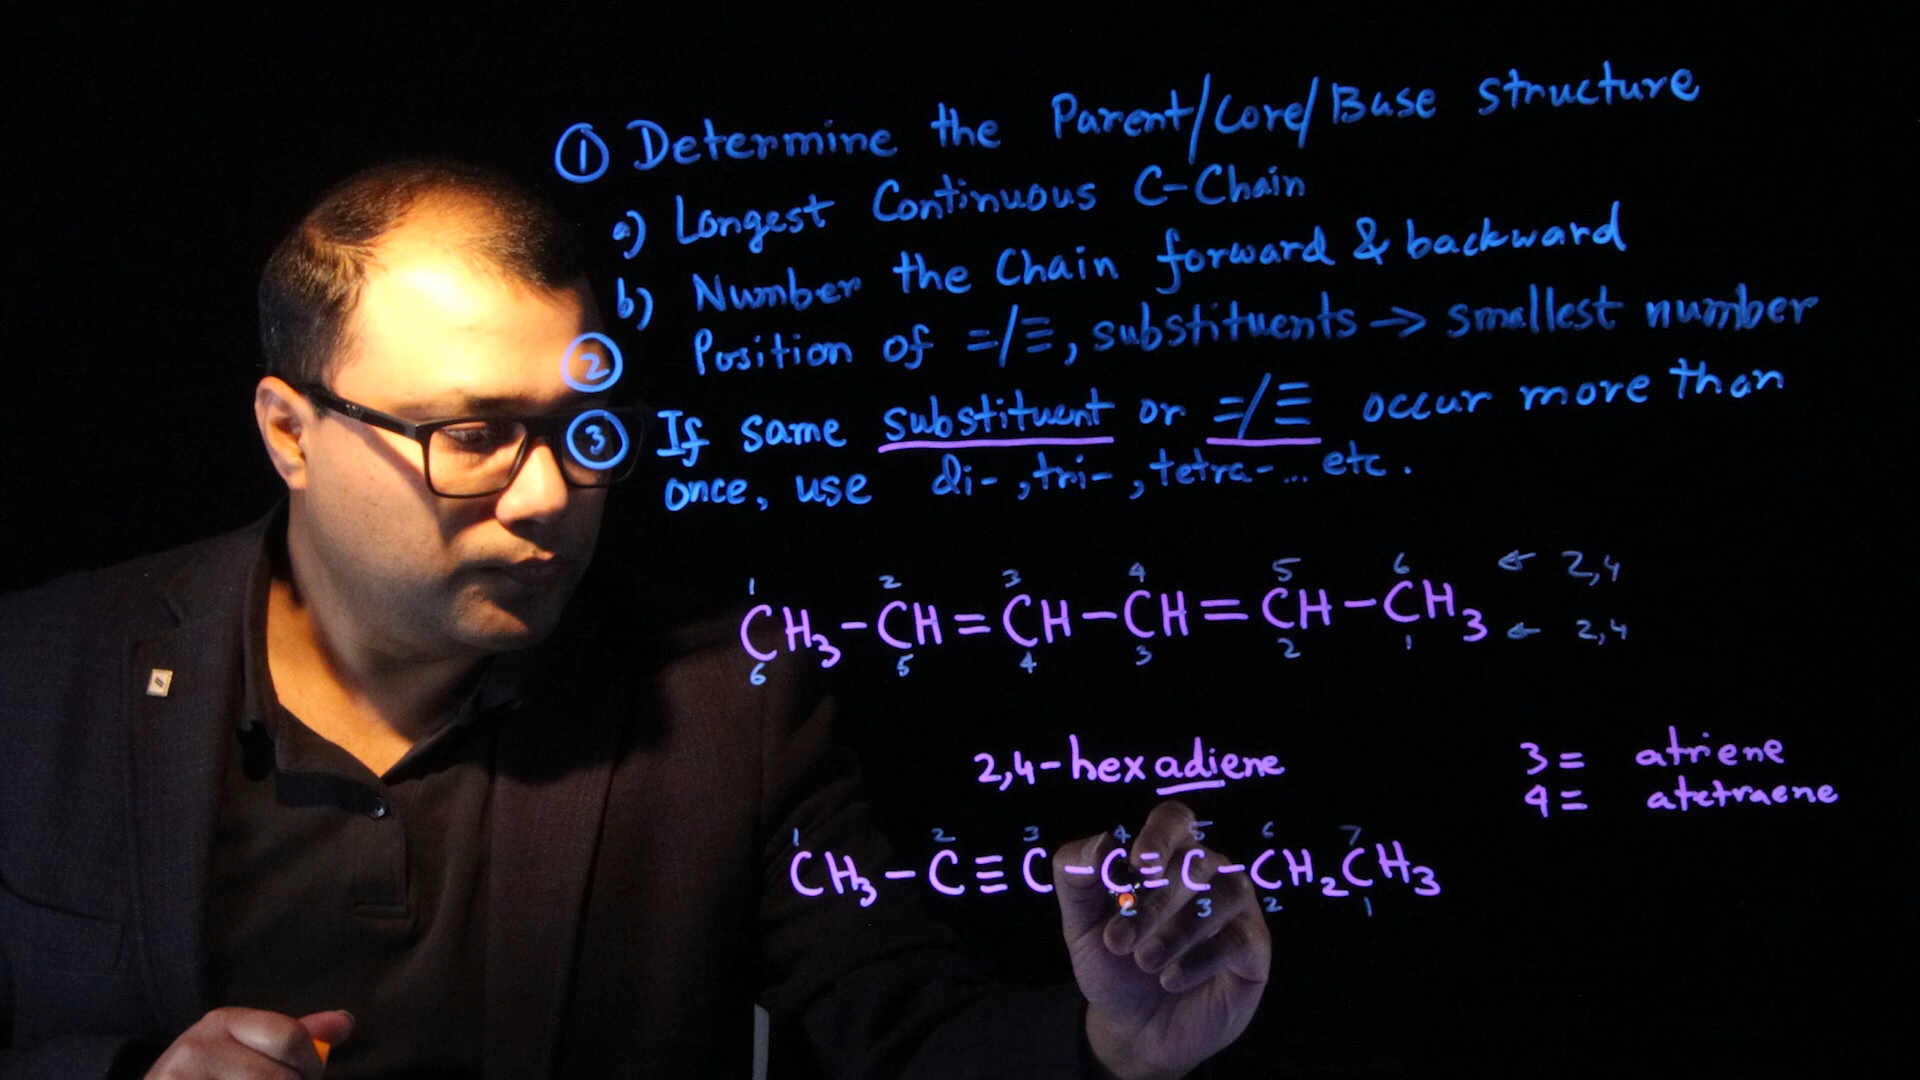 ① Determine the Parent/Core/Base structure
a) Longest Continuous C-Chain
b) Number the Chain forward & backward
② Position of =/≡, substituents → smallest number
③ If same substituent or =/≡ occur more than
once, use di-, tri-, tetra-... etc.
1 2 3 4 5 6 ← 2,4
CH₃-CH=CH-CH=CH-CH₃
6 5 4 3 2 1 ← 2,4
2,4-hexadiene
3 = atriene
4 = atetraene
1 2 3 4 5 6 7
CH₃-C≡C-C≡C-CH₂CH₃
3 2 1